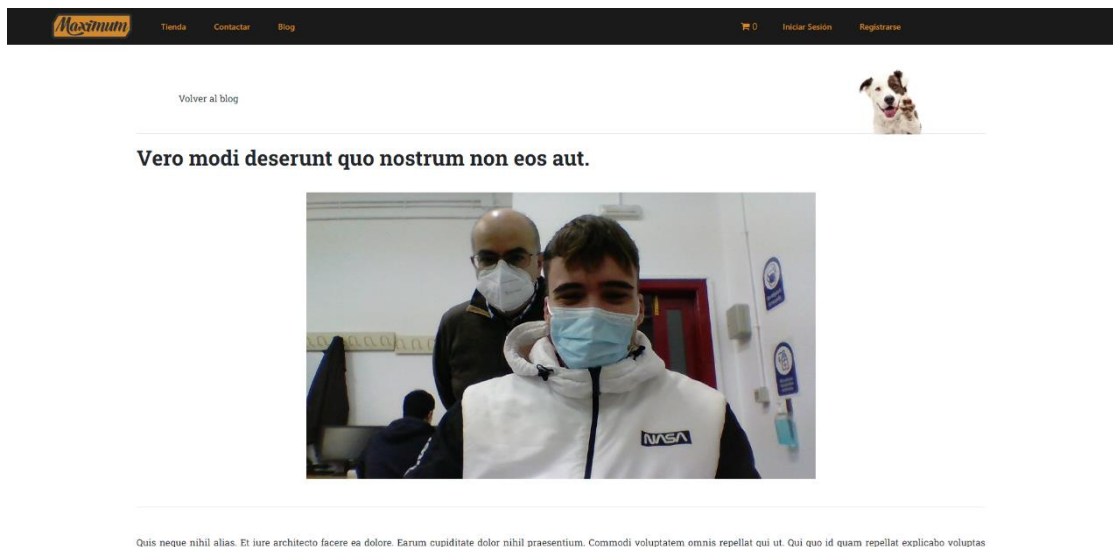 Maximum
Tienda Contactar Blog 0 Iniciar Sesión Registrarse
Volver al blog
Vero modi deserunt quo nostrum non eos aut.
NASA
Quis neque nihil alias. Et iure architecto facere ea dolore. Earum cupiditate dolor nihil praesentium. Commodi voluptatem omnis repellat qui ut. Qui quo id quam repellat explicabo voluptas